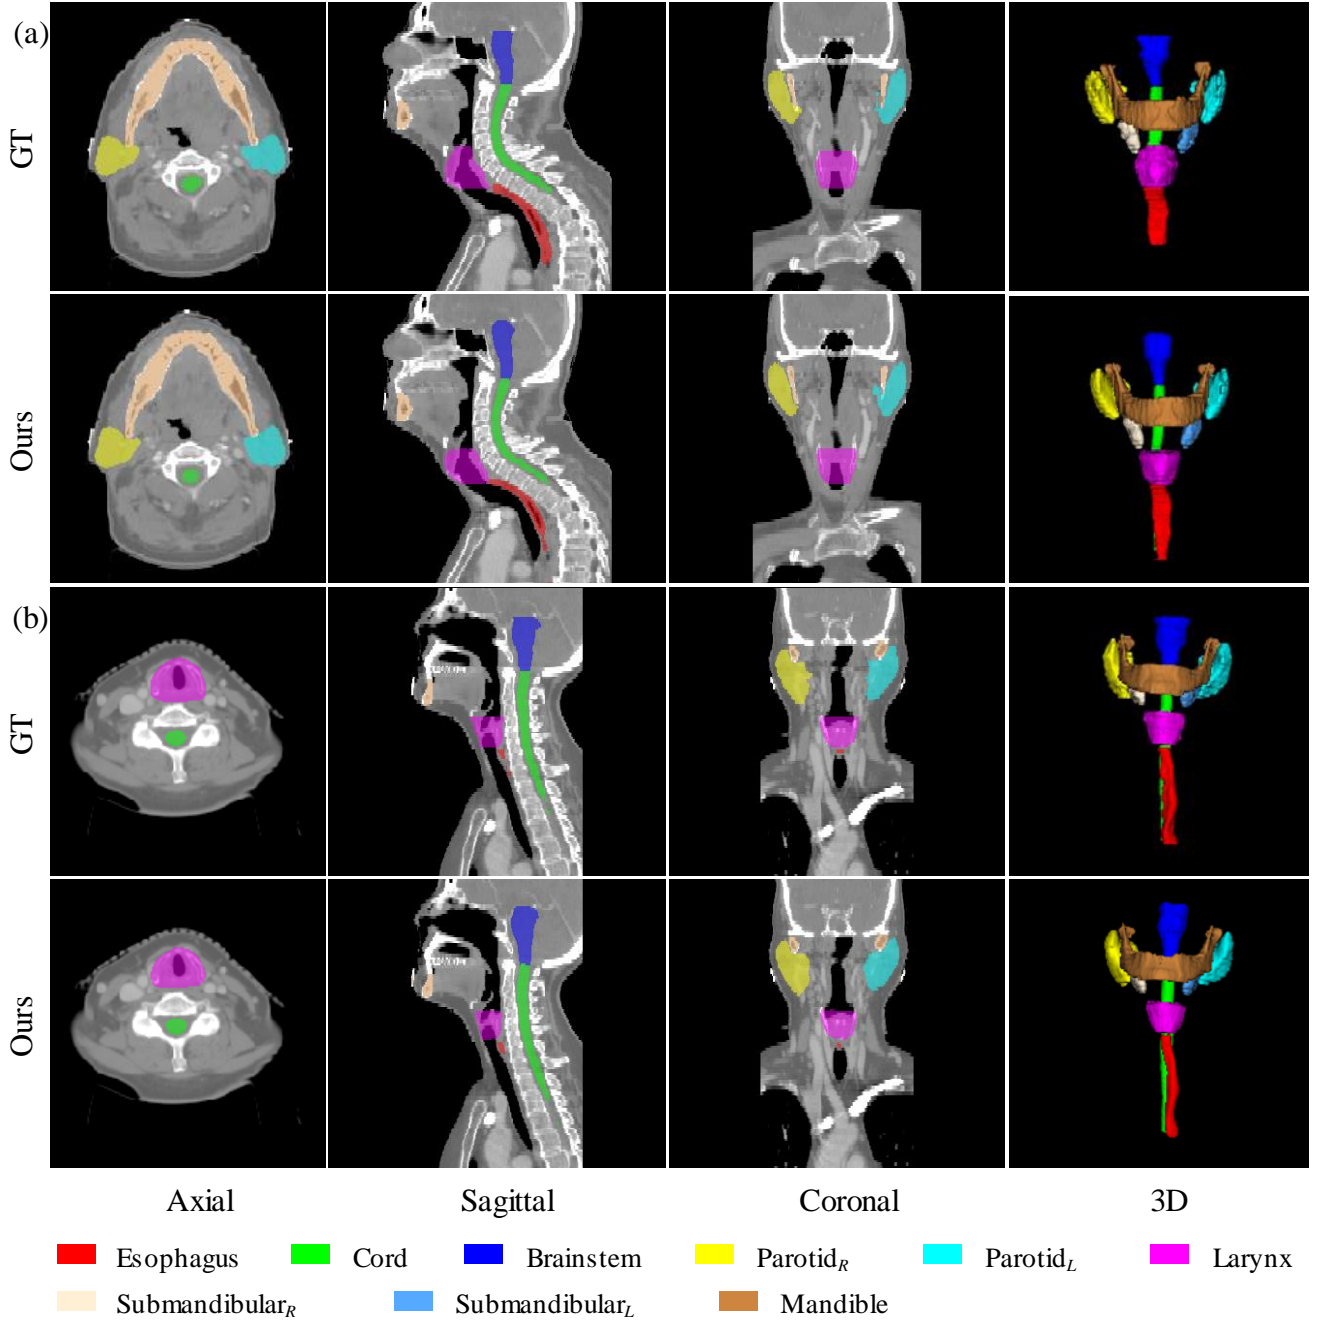 (a)
GT
Ours
(b)
GT
Ours
Axial Sagittal Coronal 3D
Esophagus Cord Brainstem Parotid_R Parotid_L Larynx
Submandibular_R Submandibular_L Mandible